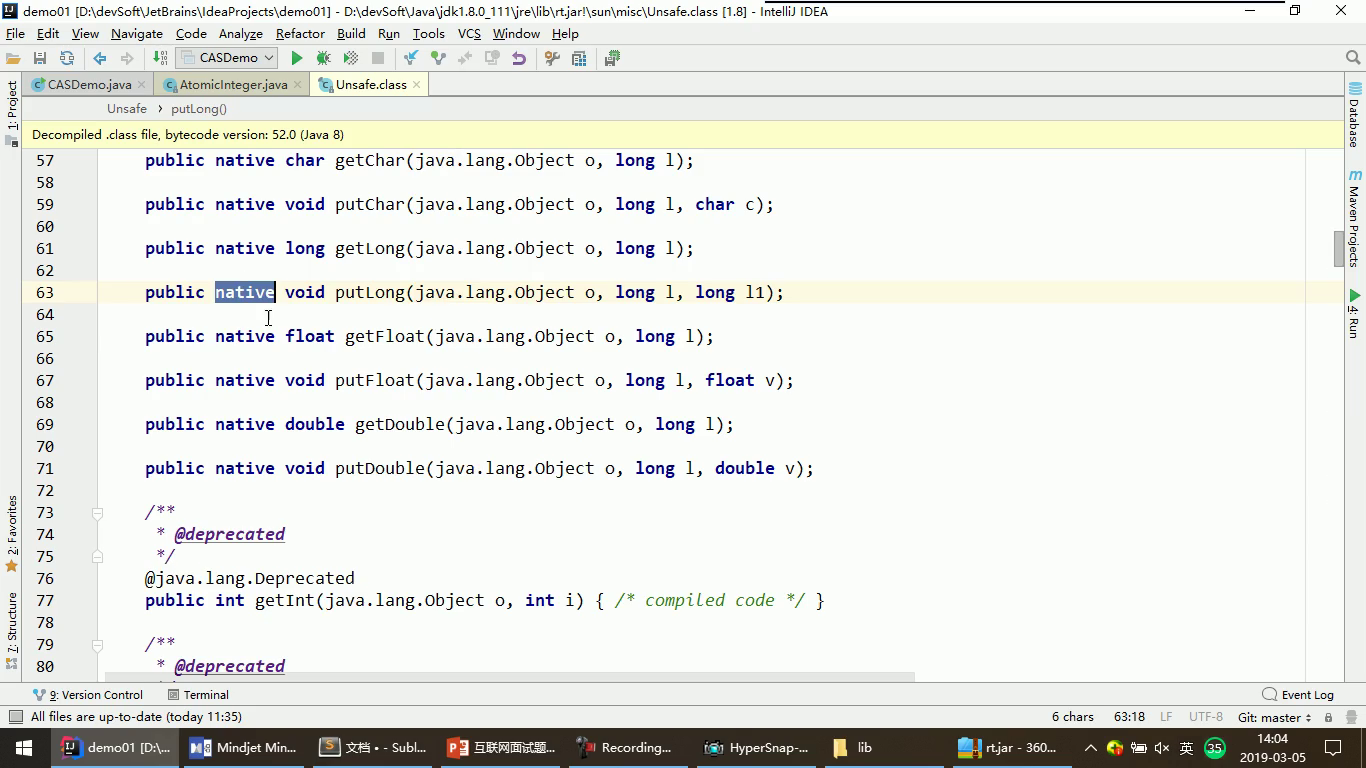 demo01 [D:\devSoft\JetBrains\IdeaProjects\demo01] - D:\devSoft\Java\jdk1.8.0_111\jre\lib\rt.jar!\sun\misc\Unsafe.class [1.8] - IntelliJ IDEA
File Edit View Navigate Code Analyze Refactor Build Run Tools VCS Window Help
CASDemo
CASDemo.java AtomicInteger.java Unsafe.class
Unsafe › putLong()
Decompiled .class file, bytecode version: 52.0 (Java 8)
57 public native char getChar(java.lang.Object o, long l);
58
59 public native void putChar(java.lang.Object o, long l, char c);
60
61 public native long getLong(java.lang.Object o, long l);
62
63 public native void putLong(java.lang.Object o, long l, long l1);
64
65 public native float getFloat(java.lang.Object o, long l);
66
67 public native void putFloat(java.lang.Object o, long l, float v);
68
69 public native double getDouble(java.lang.Object o, long l);
70
71 public native void putDouble(java.lang.Object o, long l, double v);
72
73 /**
74 * @deprecated
75 */
76 @java.lang.Deprecated
77 public int getInt(java.lang.Object o, int i) { /* compiled code */ }
78
79 /**
80 * @deprecated
1: Project
2: Favorites
7: Structure
Database
m Maven Projects
4: Run
9: Version Control Terminal Event Log
All files are up-to-date (today 11:35) 6 chars 63:18 LF UTF-8 Git: master
demo01 [D:\... Mindjet Min... 文档 • - Subl... 互联网面试题... Recording... HyperSnap-... lib rt.jar - 360... 英 35 14:04
2019-03-05